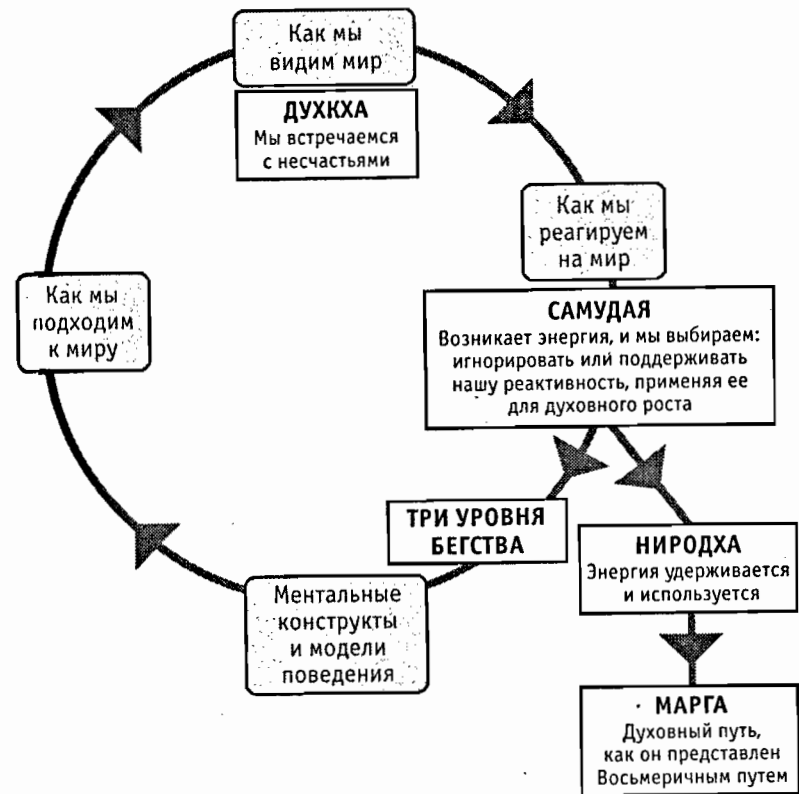 Как мы
видим мир
ДУХКХА
Мы встречаемся
с несчастьями
Как мы
реагируем
на мир
САМУДАЯ
Возникает энергия, и мы выбираем:
игнорировать или поддерживать
нашу реактивность, применяя ее
для духовного роста
Как мы
подходим
к миру
ТРИ УРОВНЯ
БЕГСТВА
НИРОДХА
Энергия удерживается
и используется
Ментальные
конструкты
и модели
поведения
МАРГА
Духовный путь,
как он представлен
Восьмеричным путем